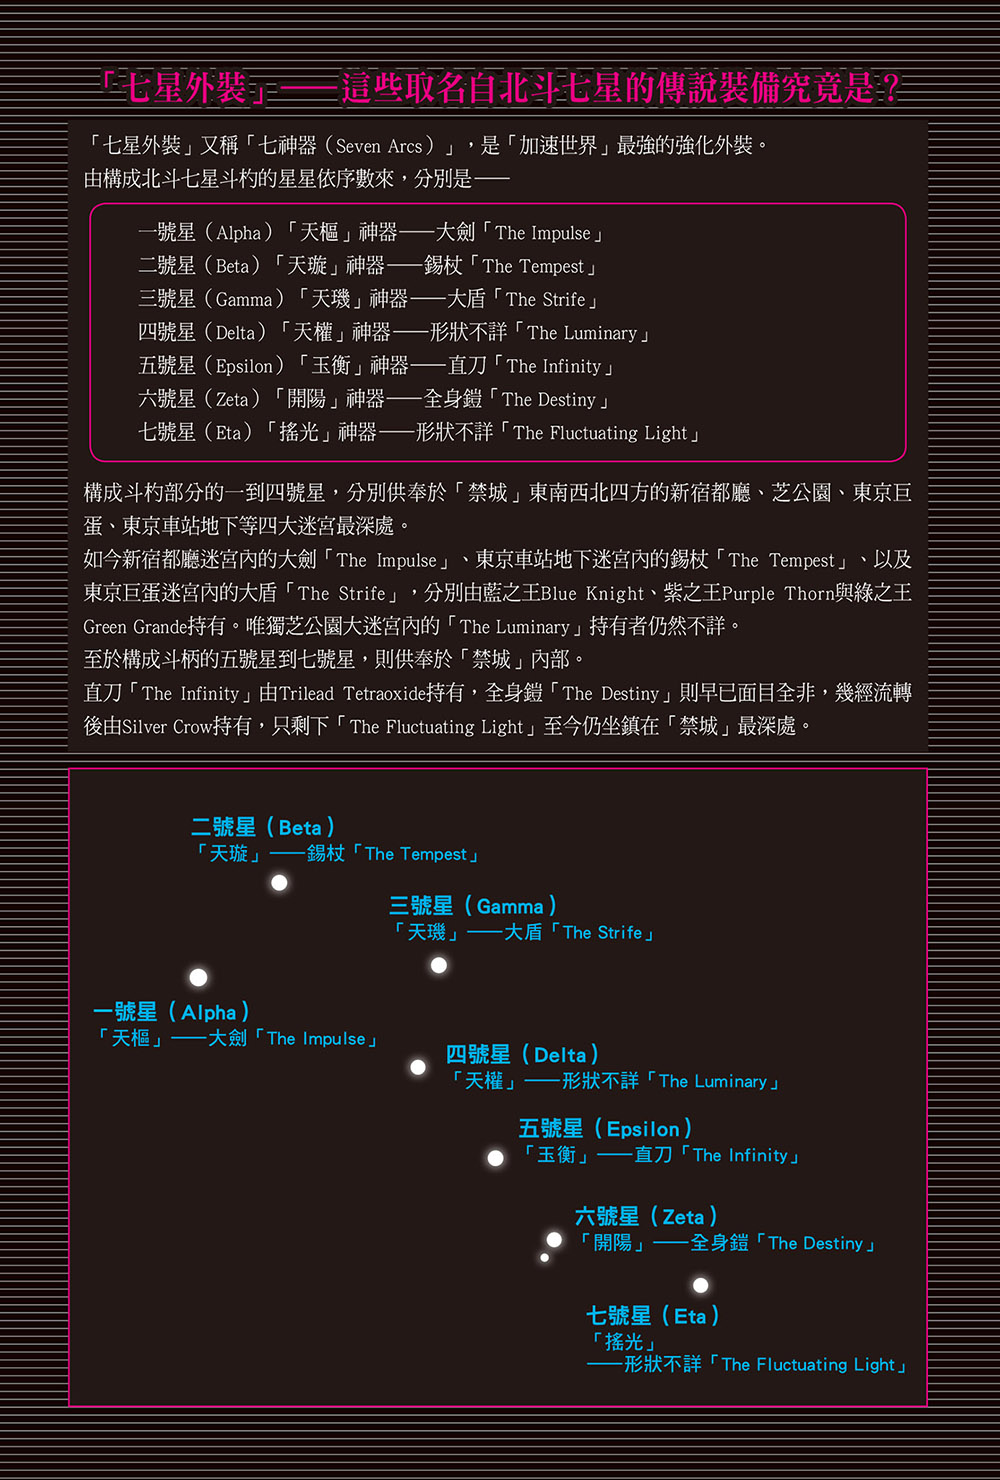 「七星外裝」——這些取名自北斗七星的傳說裝備究竟是？
「七星外裝」又稱「七神器（Seven Arcs）」，是「加速世界」最強的強化外裝。
由構成北斗七星斗杓的星星依序數來，分別是——
一號星（Alpha）「天樞」神器——大劍「The Impulse」
二號星（Beta）「天璇」神器——錫杖「The Tempest」
三號星（Gamma）「天璣」神器——大盾「The Strife」
四號星（Delta）「天權」神器——形狀不詳「The Luminary」
五號星（Epsilon）「玉衡」神器——直刀「The Infinity」
六號星（Zeta）「開陽」神器——全身鎧「The Destiny」
七號星（Eta）「搖光」神器——形狀不詳「The Fluctuating Light」
構成斗杓部分的一到四號星，分別供奉於「禁城」東南西北四方的新宿都廳、芝公園、東京巨
蛋、東京車站地下等四大迷宮最深處。
如今新宿都廳迷宮內的大劍「The Impulse」、東京車站地下迷宮內的錫杖「The Tempest」、以及
東京巨蛋迷宮內的大盾「The Strife」，分別由藍之王Blue Knight、紫之王Purple Thorn與綠之王
Green Grande持有。唯獨芝公園大迷宮內的「The Luminary」持有者仍然不詳。
至於構成斗柄的五號星到七號星，則供奉於「禁城」內部。
直刀「The Infinity」由Trilead Tetraoxide持有，全身鎧「The Destiny」則早已面目全非，幾經流轉
後由Silver Crow持有，只剩下「The Fluctuating Light」至今仍坐鎮在「禁城」最深處。
二號星（Beta）
「天璇」——錫杖「The Tempest」
三號星（Gamma）
「天璣」——大盾「The Strife」
一號星（Alpha）
「天樞」——大劍「The Impulse」
四號星（Delta）
「天權」——形狀不詳「The Luminary」
五號星（Epsilon）
「玉衡」——直刀「The Infinity」
六號星（Zeta）
「開陽」——全身鎧「The Destiny」
七號星（Eta）
「搖光」
——形狀不詳「The Fluctuating Light」